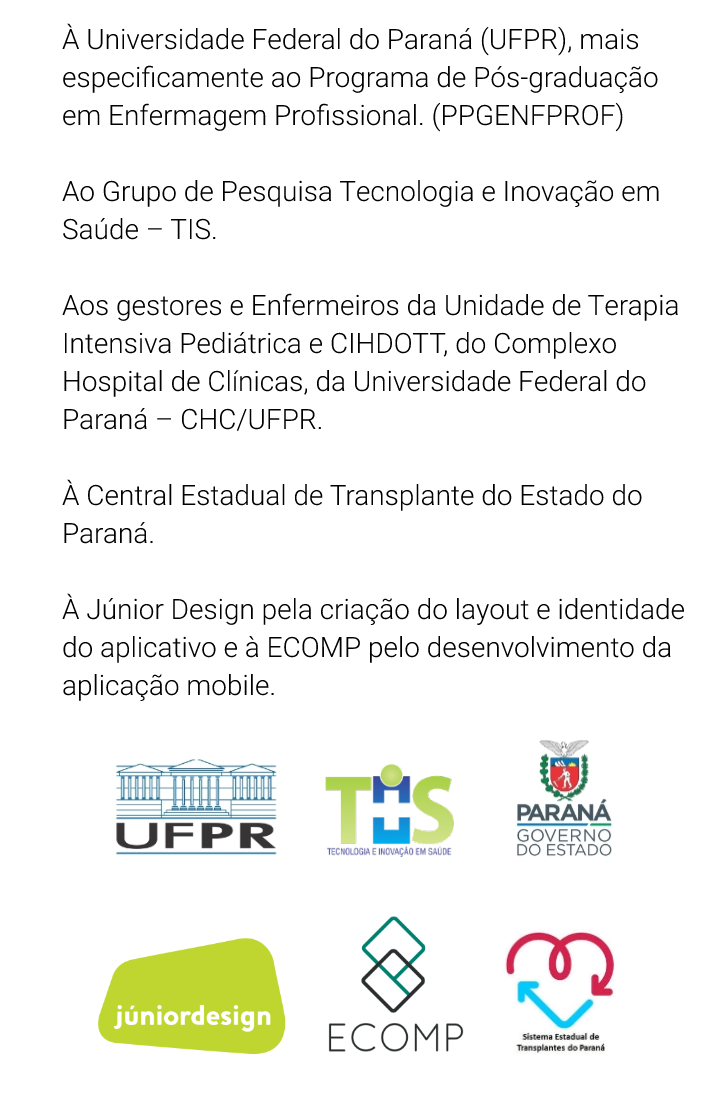 À Universidade Federal do Paraná (UFPR), mais
especificamente ao Programa de Pós-graduação
em Enfermagem Profissional. (PPGENFPROF)
Ao Grupo de Pesquisa Tecnologia e Inovação em
Saúde – TIS.
Aos gestores e Enfermeiros da Unidade de Terapia
Intensiva Pediátrica e CIHDOTT, do Complexo
Hospital de Clínicas, da Universidade Federal do
Paraná – CHC/UFPR.
À Central Estadual de Transplante do Estado do
Paraná.
À Júnior Design pela criação do layout e identidade
do aplicativo e à ECOMP pelo desenvolvimento da
aplicação mobile.
UFPR
TIS
TECNOLOGIA E INOVAÇÃO EM SAÚDE
PARANÁ
GOVERNO
DO ESTADO
júniordesign
ECOMP
Sistema Estadual de
Transplantes do Paraná